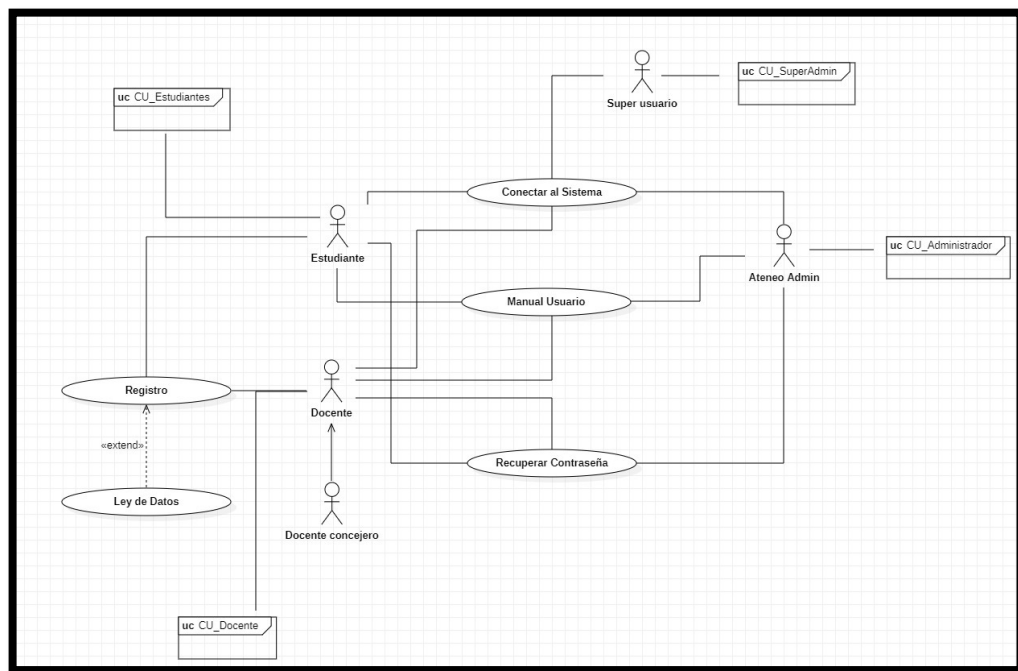 Super usuario
uc CU_SuperAdmin
uc CU_Estudiantes
Conectar al Sistema
Estudiante
Ateneo Admin
uc CU_Administrador
Manual Usuario
Registro
Docente
«extend»
Recuperar Contraseña
Ley de Datos
Docente concejero
uc CU_Docente